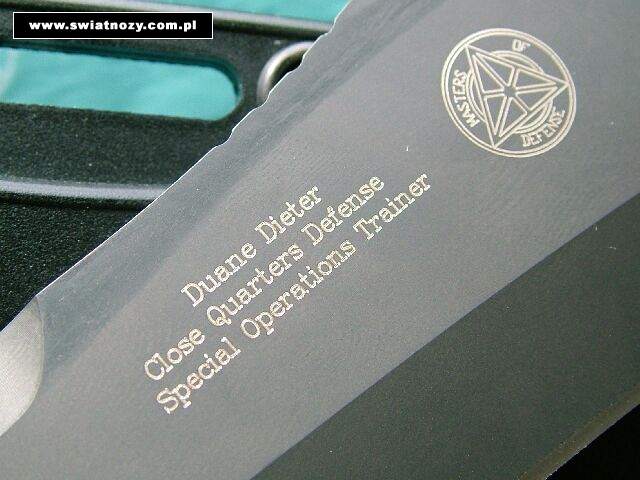 www.swiatnozy.com.pl
MASTERS OF DEFENSE
Duane Dieter
Close Quarters Defense
Special Operations Trainer